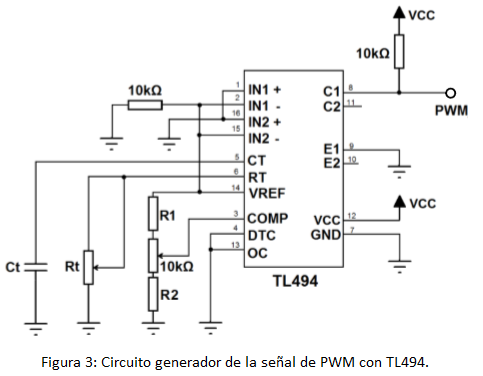 VCC
10kΩ
PWM
10kΩ
1 IN1 +
2 IN1 -
16 IN2 +
15 IN2 -
5 CT
6 RT
14 VREF
3 COMP
4 DTC
13 OC
C1 8
C2 11
E1 9
E2 10
VCC 12
GND 7
VCC
R1
10kΩ
R2
Ct
Rt
TL494
Figura 3: Circuito generador de la señal de PWM con TL494.